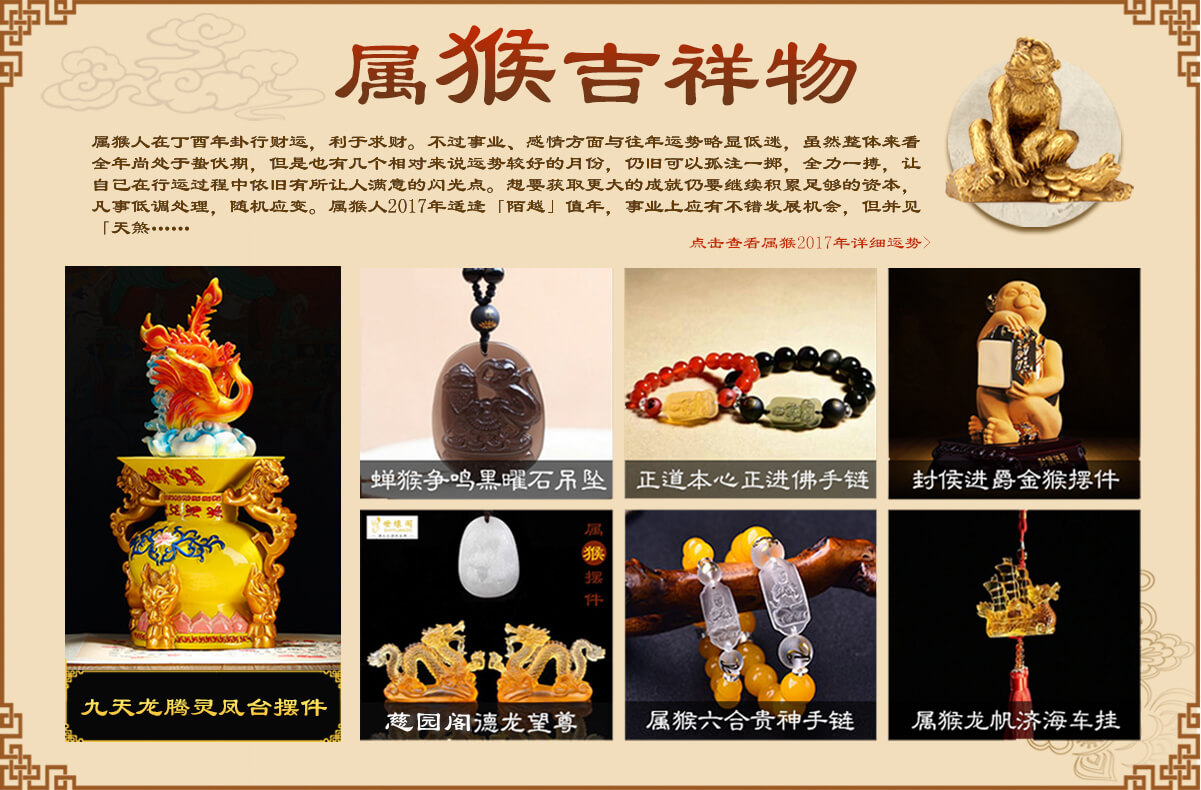 属猴吉祥物
属猴人在丁酉年卦行财运，利于求财。不过事业、感情方面与往年运势略显低迷，虽然整体来看
全年尚处于蛰伏期，但是也有几个相对来说运势较好的月份，仍旧可以孤注一掷，全力一搏，让
自己在行运过程中依旧有所让人满意的闪光点。想要获取更大的成就仍要继续积累足够的资本，
凡事低调处理，随机应变。属猴人2017年适逢「陌越」值年，事业上应有不错发展机会，但并见
「天煞……
点击查看属猴2017年详细运势>
九天龙腾灵凤台摆件
蝉猴争鸣黑曜石吊坠
正道本心正进佛手链
封侯进爵金猴摆件
世缘阁
属
猴
摆
件
慈园阁德龙望尊
属猴六合贵神手链
属猴龙帆济海车挂